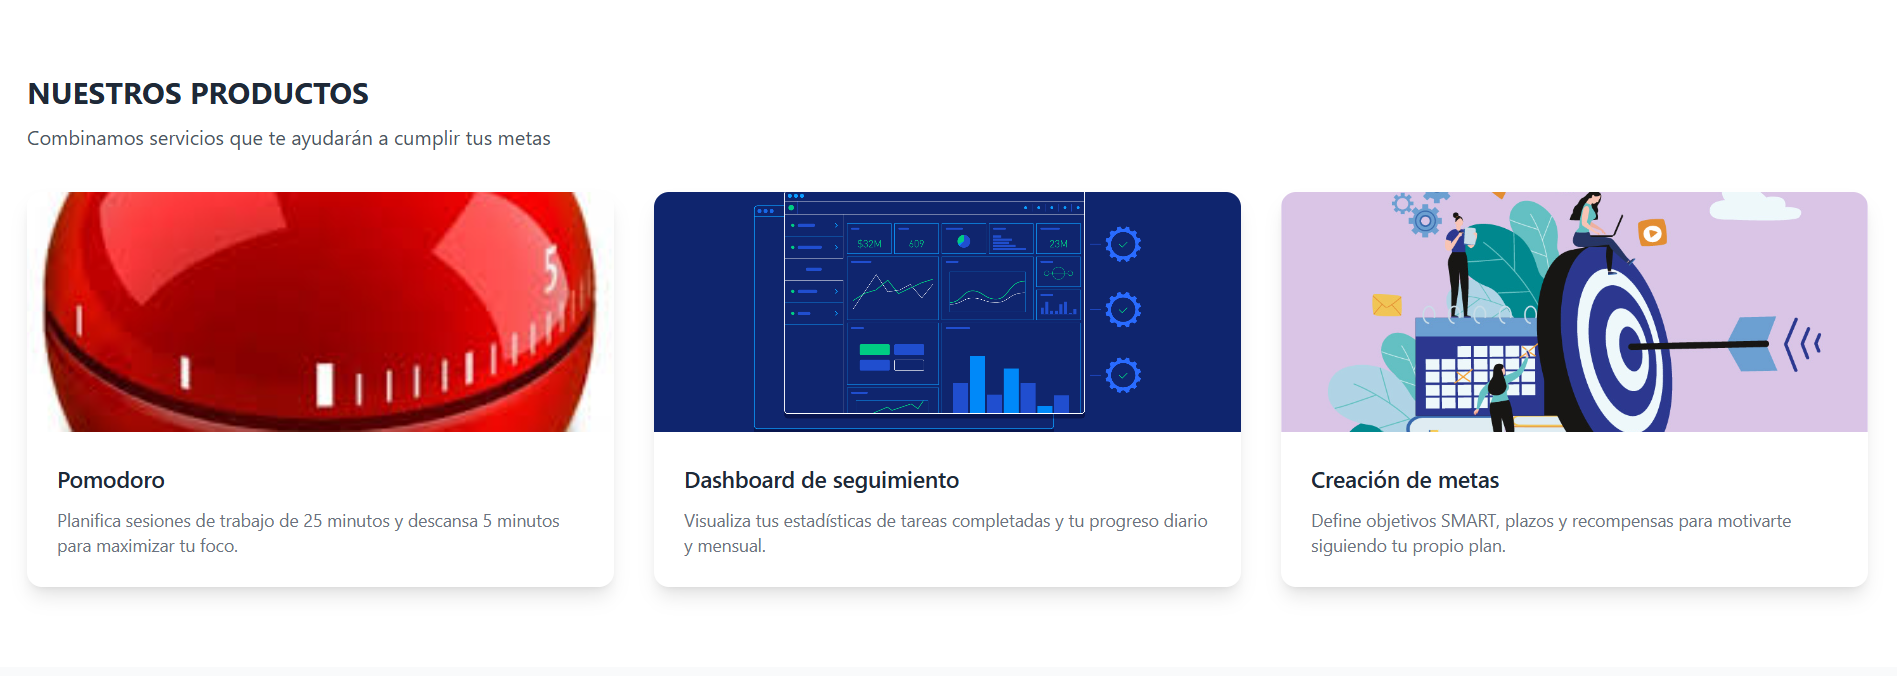 NUESTROS PRODUCTOS
Combinamos servicios que te ayudarán a cumplir tus metas
5
$32M
609
23M
Pomodoro
Planifica sesiones de trabajo de 25 minutos y descansa 5 minutos
para maximizar tu foco.
Dashboard de seguimiento
Visualiza tus estadísticas de tareas completadas y tu progreso diario
y mensual.
Creación de metas
Define objetivos SMART, plazos y recompensas para motivarte
siguiendo tu propio plan.